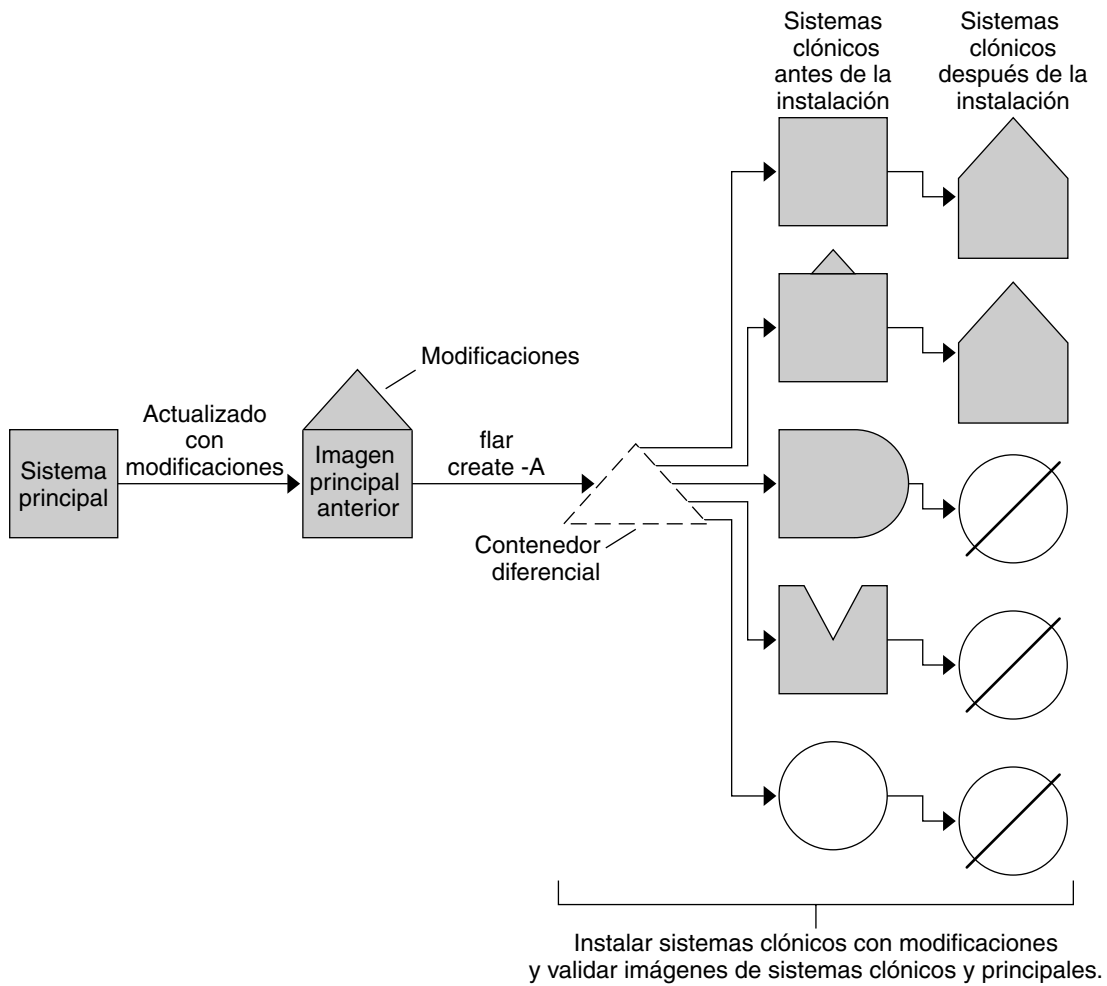 Sistemas
clónicos
antes de la
instalación
Sistemas
clónicos
después de la
instalación
Modificaciones
Actualizado
con
modificaciones
Sistema
principal
Imagen
principal
anterior
flar
create -A
Contenedor
diferencial
Instalar sistemas clónicos con modificaciones
y validar imágenes de sistemas clónicos y principales.